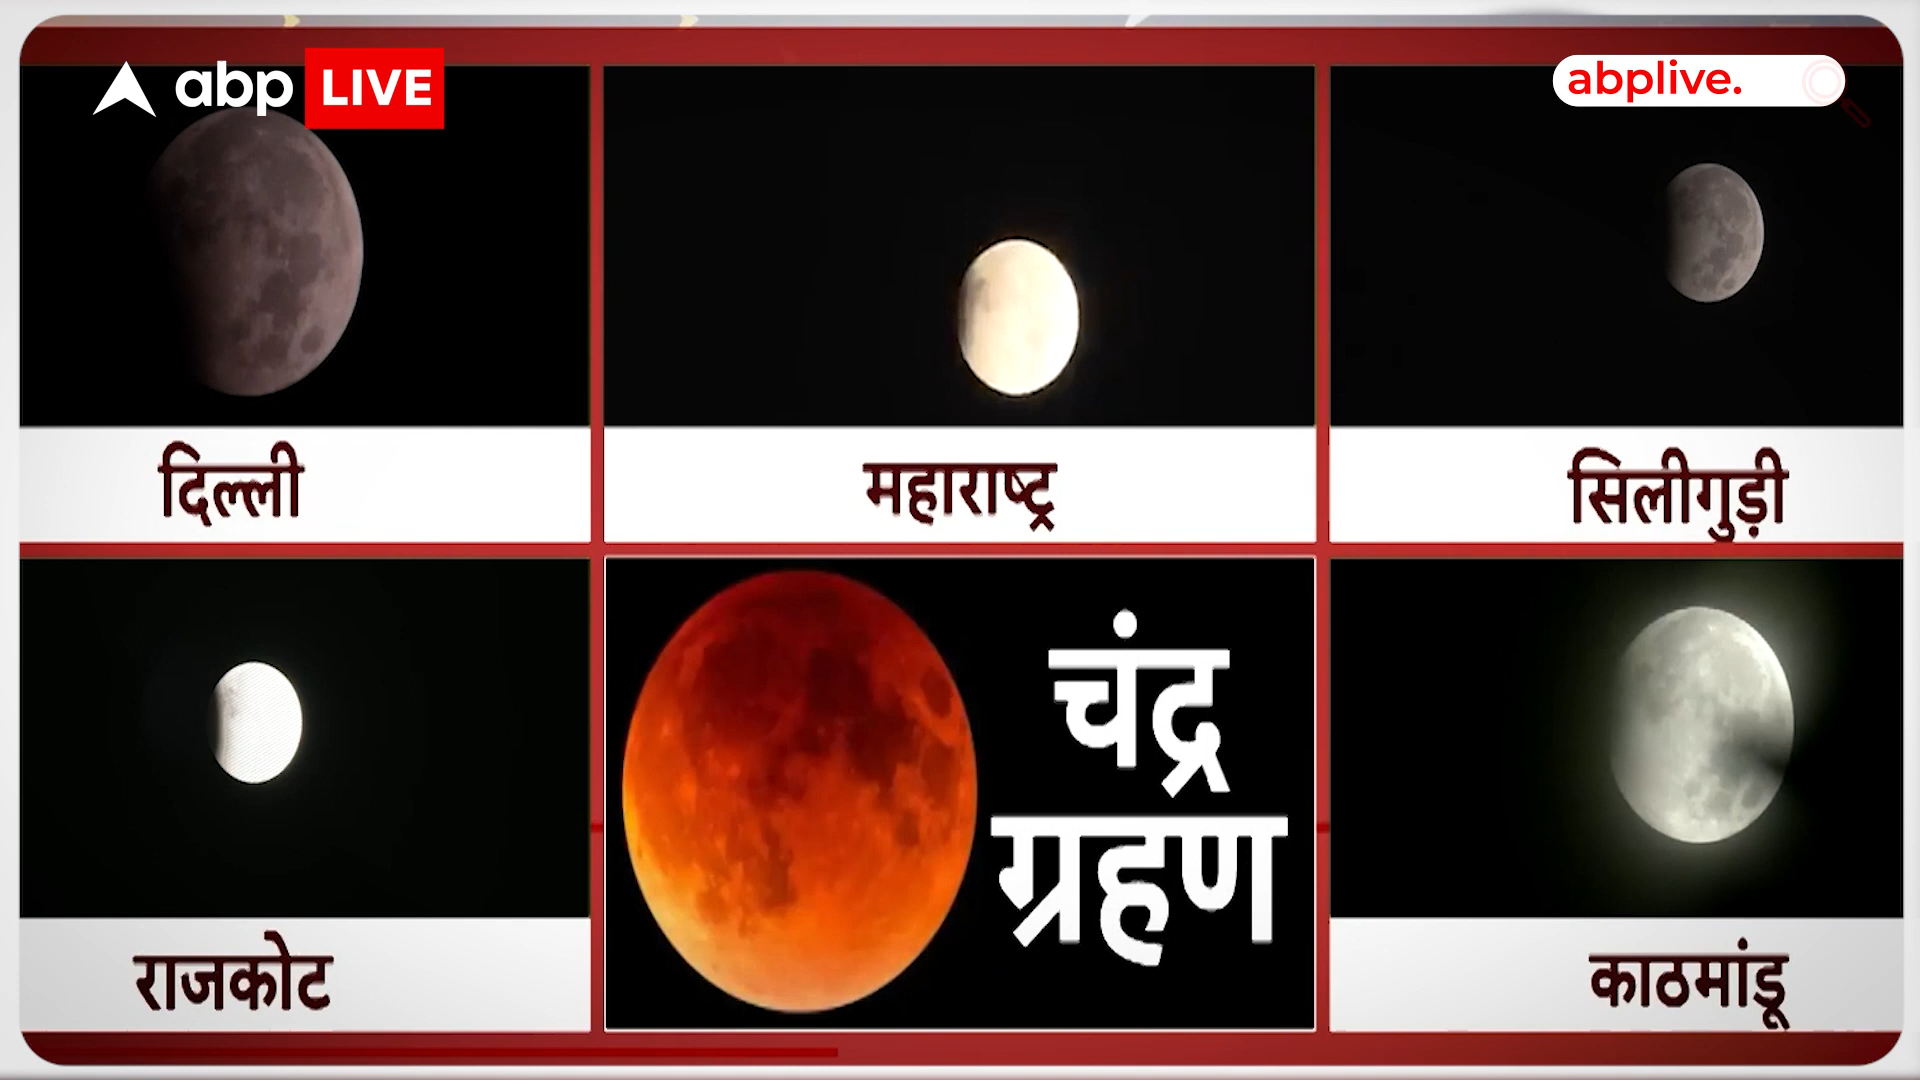 abp LIVE
abplive.
दिल्ली
महाराष्ट्र
सिलीगुड़ी
चंद्र
ग्रहण
राजकोट
काठमांडू